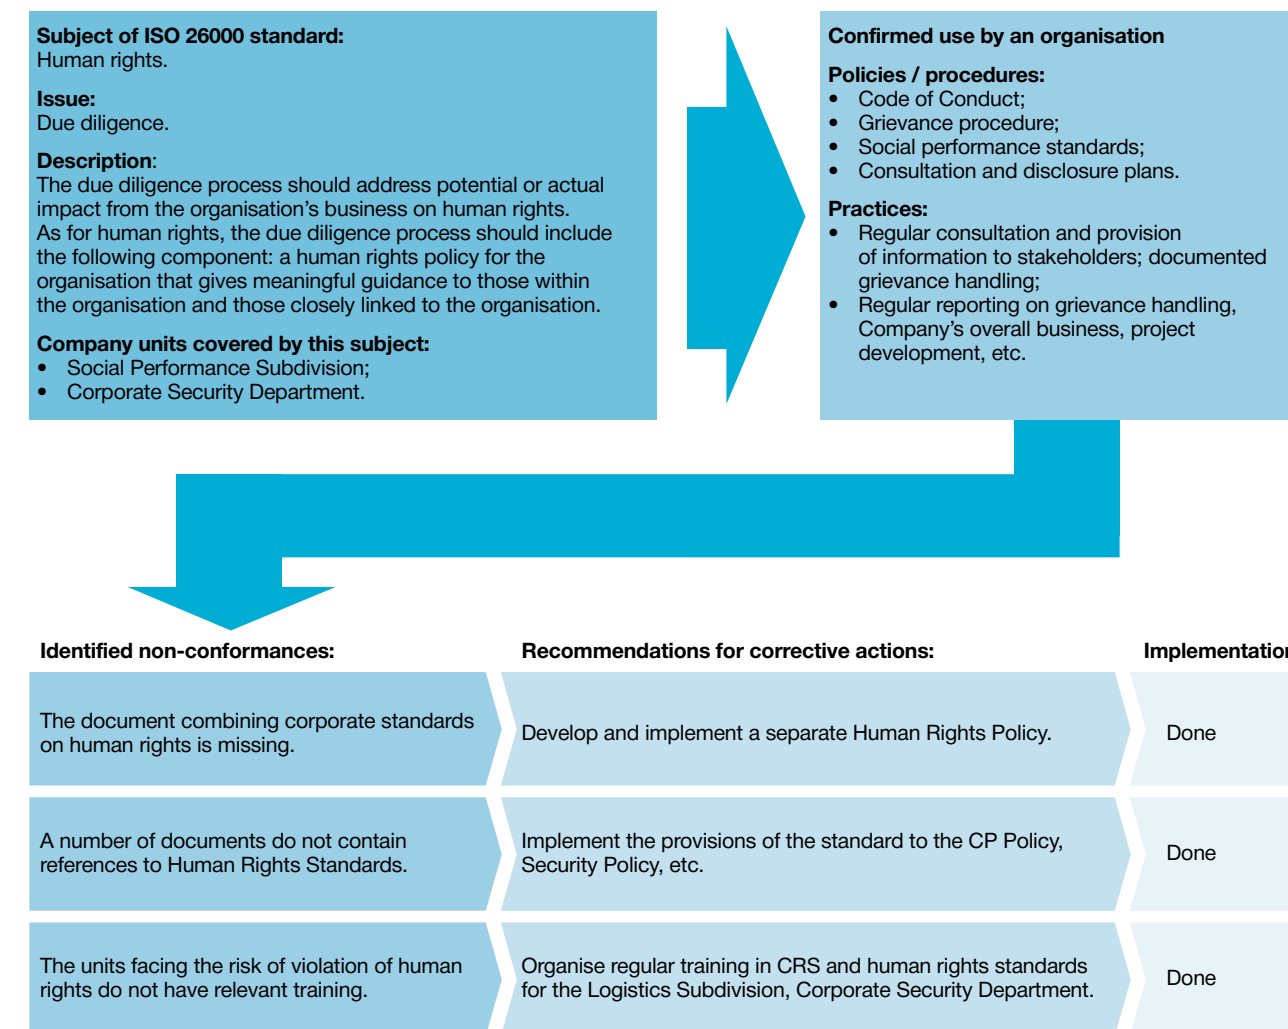 Subject of ISO 26000 standard:
Human rights.
Issue:
Due diligence.
Description:
The due diligence process should address potential or actual
impact from the organisation's business on human rights.
As for human rights, the due diligence process should include
the following component: a human rights policy for the
organisation that gives meaningful guidance to those within
the organisation and those closely linked to the organisation.
Company units covered by this subject:
• Social Performance Subdivision;
• Corporate Security Department.
Confirmed use by an organisation
Policies / procedures:
• Code of Conduct;
• Grievance procedure;
• Social performance standards;
• Consultation and disclosure plans.
Practices:
• Regular consultation and provision
of information to stakeholders; documented
grievance handling;
• Regular reporting on grievance handling,
Company's overall business, project
development, etc.
Identified non-conformances:
Recommendations for corrective actions:
Implementation
The document combining corporate standards
on human rights is missing.
Develop and implement a separate Human Rights Policy.
Done
A number of documents do not contain
references to Human Rights Standards.
Implement the provisions of the standard to the CP Policy,
Security Policy, etc.
Done
The units facing the risk of violation of human
rights do not have relevant training.
Organise regular training in CRS and human rights standards
for the Logistics Subdivision, Corporate Security Department.
Done